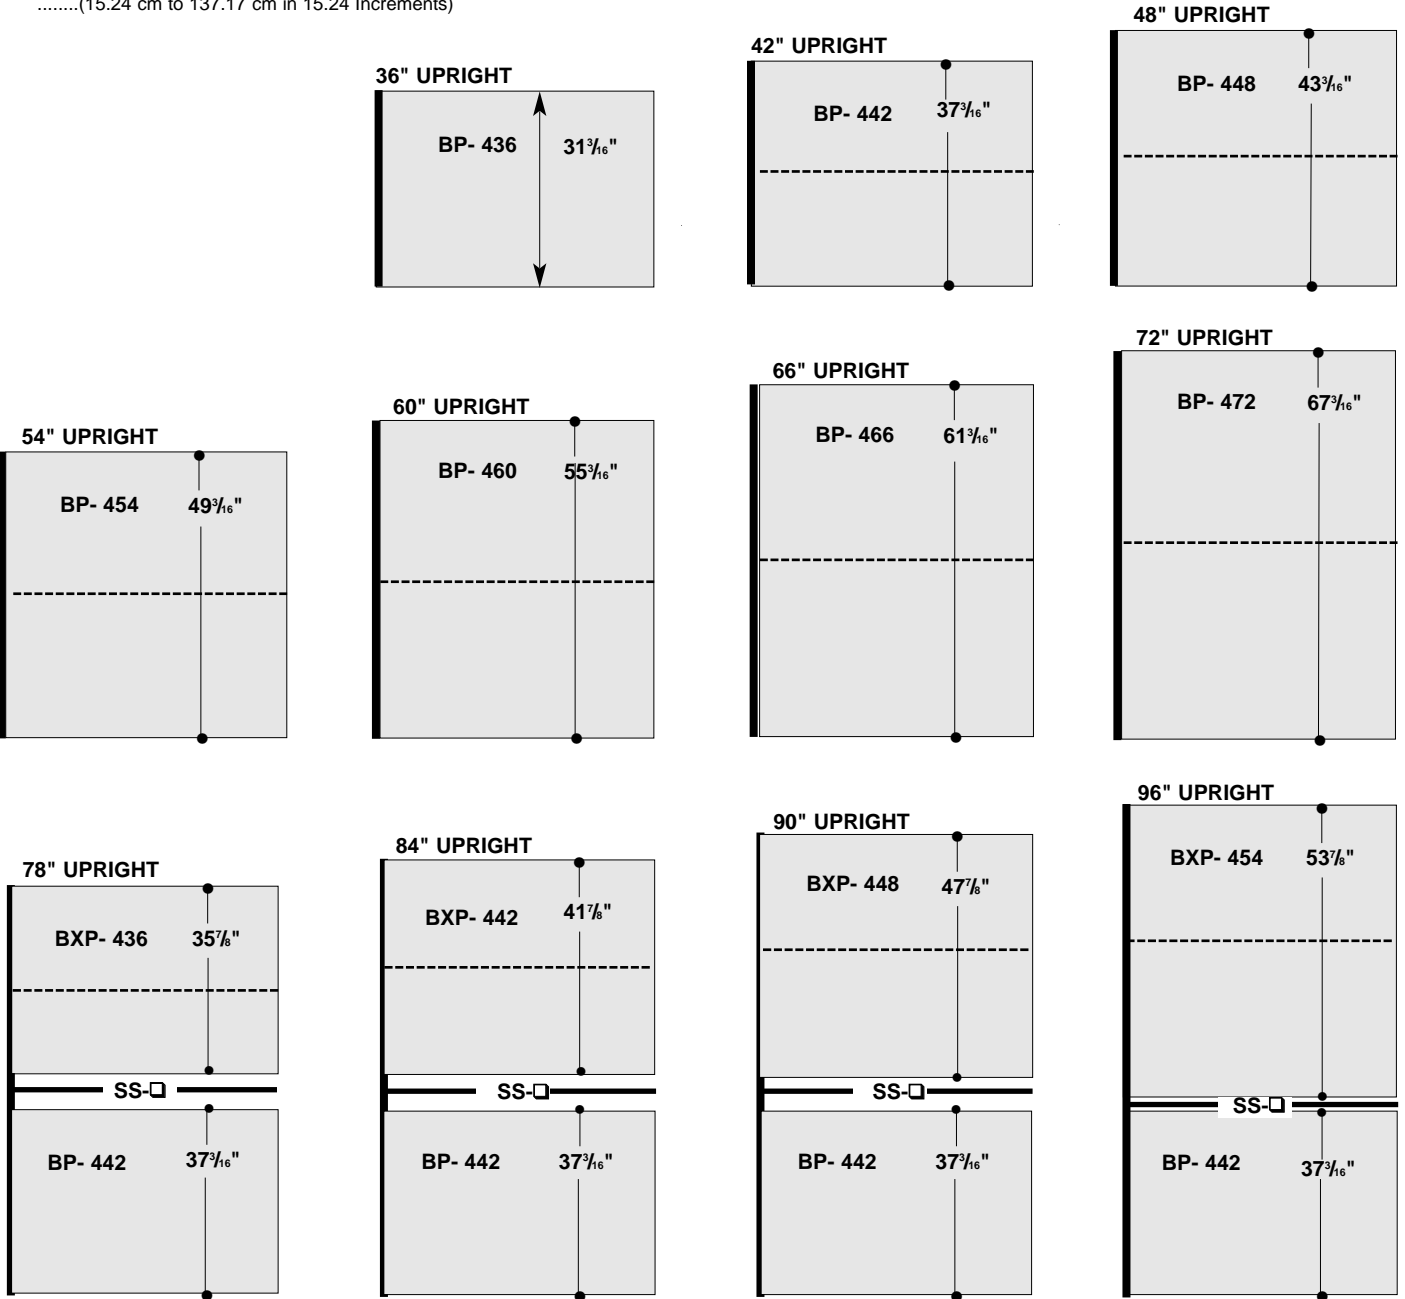 ........(15.24 cm to 137.17 cm in 15.24 Increments)
36" UPRIGHT
BP- 436 31³/₁₆"
42" UPRIGHT
BP- 442 37³/₁₆"
48" UPRIGHT
BP- 448 43³/₁₆"
54" UPRIGHT
BP- 454 49³/₁₆"
60" UPRIGHT
BP- 460 55³/₁₆"
66" UPRIGHT
BP- 466 61³/₁₆"
72" UPRIGHT
BP- 472 67³/₁₆"
78" UPRIGHT
BXP- 436 35⁷/₈"
SS-❑
BP- 442 37³/₁₆"
84" UPRIGHT
BXP- 442 41⁷/₈"
SS-❑
BP- 442 37³/₁₆"
90" UPRIGHT
BXP- 448 47⁷/₈"
SS-❑
BP- 442 37³/₁₆"
96" UPRIGHT
BXP- 454 53⁷/₈"
SS-❑
BP- 442 37³/₁₆"